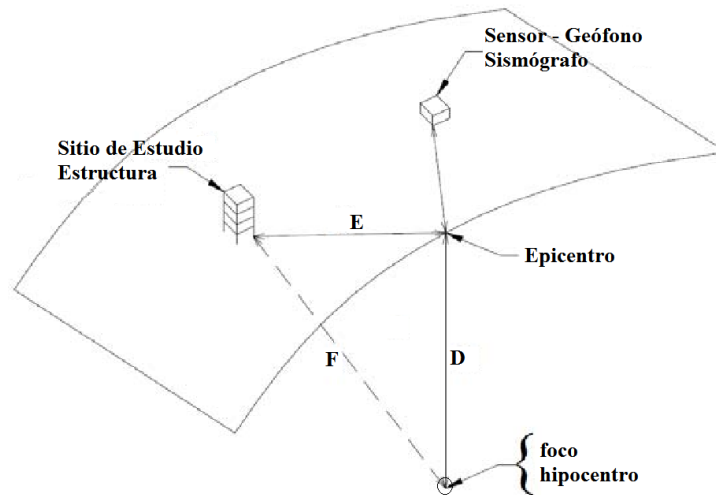 Sensor - Geófono
Sismógrafo
Sitio de Estudio
Estructura
E
Epicentro
F
D
foco
hipocentro